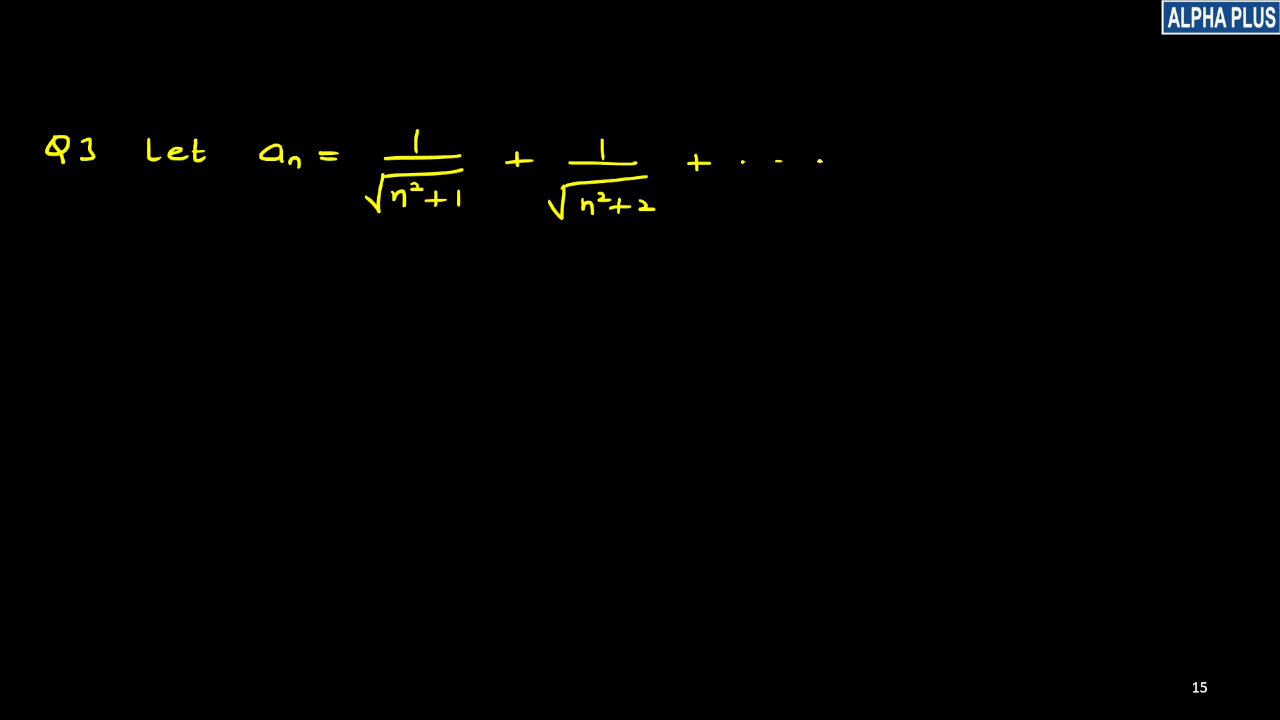 ALPHA PLUS
Q3 Let aₙ = 1/√(n²+1) + 1/√(n²+2) + . . .
15